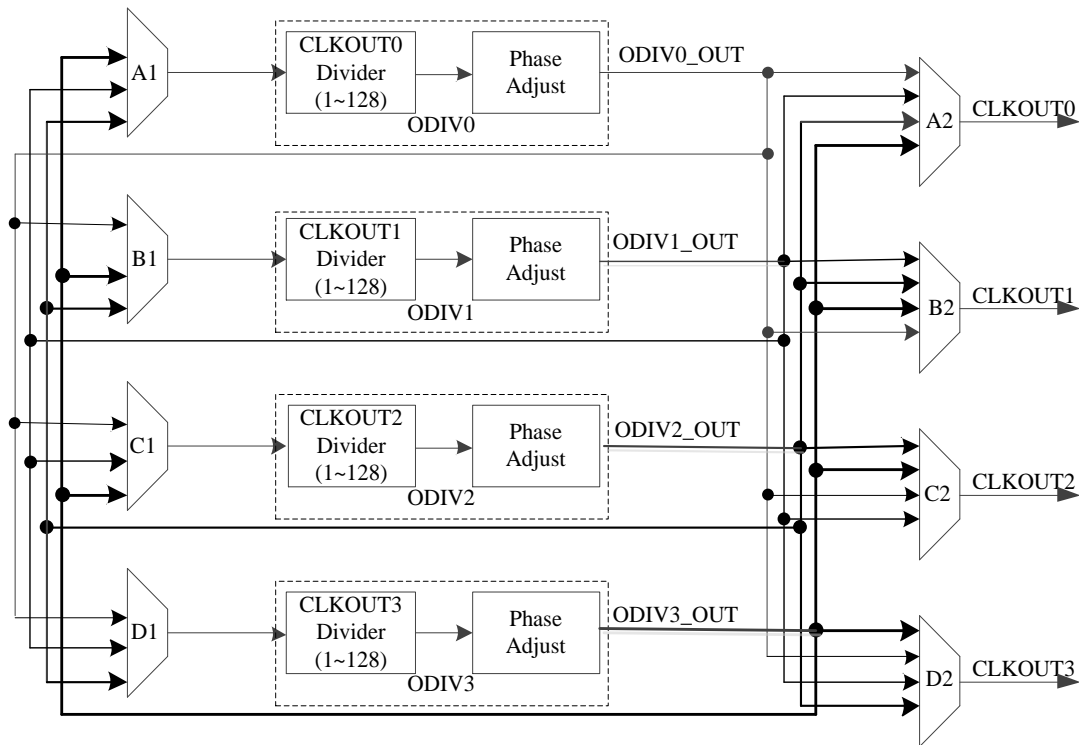 A1
CLKOUT0
Divider
(1~128)
Phase
Adjust
ODIV0
ODIV0_OUT
A2
CLKOUT0
B1
CLKOUT1
Divider
(1~128)
Phase
Adjust
ODIV1
ODIV1_OUT
B2
CLKOUT1
C1
CLKOUT2
Divider
(1~128)
Phase
Adjust
ODIV2
ODIV2_OUT
C2
CLKOUT2
D1
CLKOUT3
Divider
(1~128)
Phase
Adjust
ODIV3
ODIV3_OUT
D2
CLKOUT3